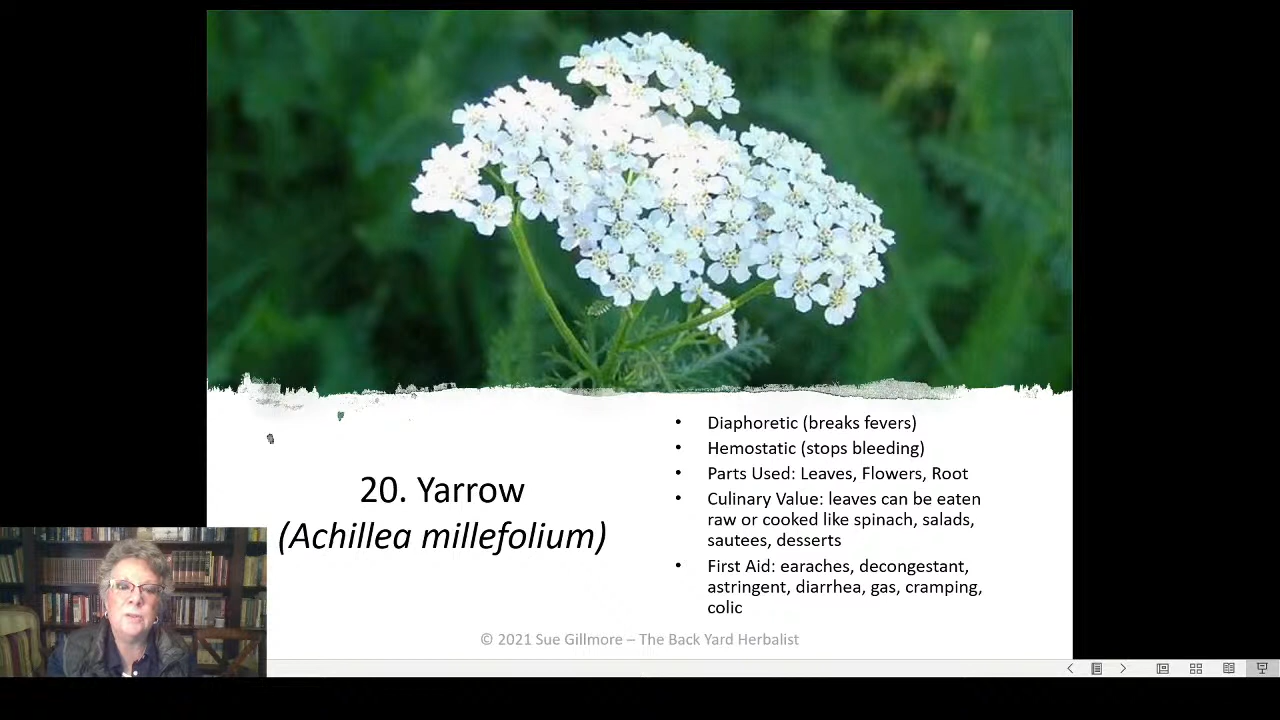 20. Yarrow
(Achillea millefolium)
• Diaphoretic (breaks fevers)
• Hemostatic (stops bleeding)
• Parts Used: Leaves, Flowers, Root
• Culinary Value: leaves can be eaten
raw or cooked like spinach, salads,
sautees, desserts
• First Aid: earaches, decongestant,
astringent, diarrhea, gas, cramping,
colic
© 2021 Sue Gillmore – The Back Yard Herbalist